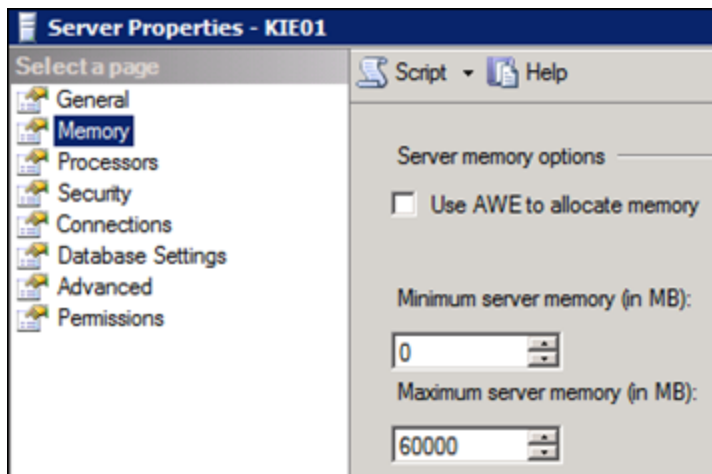 Server Properties - KIE01
Select a page
General
Memory
Processors
Security
Connections
Database Settings
Advanced
Permissions
Script Help
Server memory options
Use AWE to allocate memory
Minimum server memory (in MB):
0
Maximum server memory (in MB):
60000